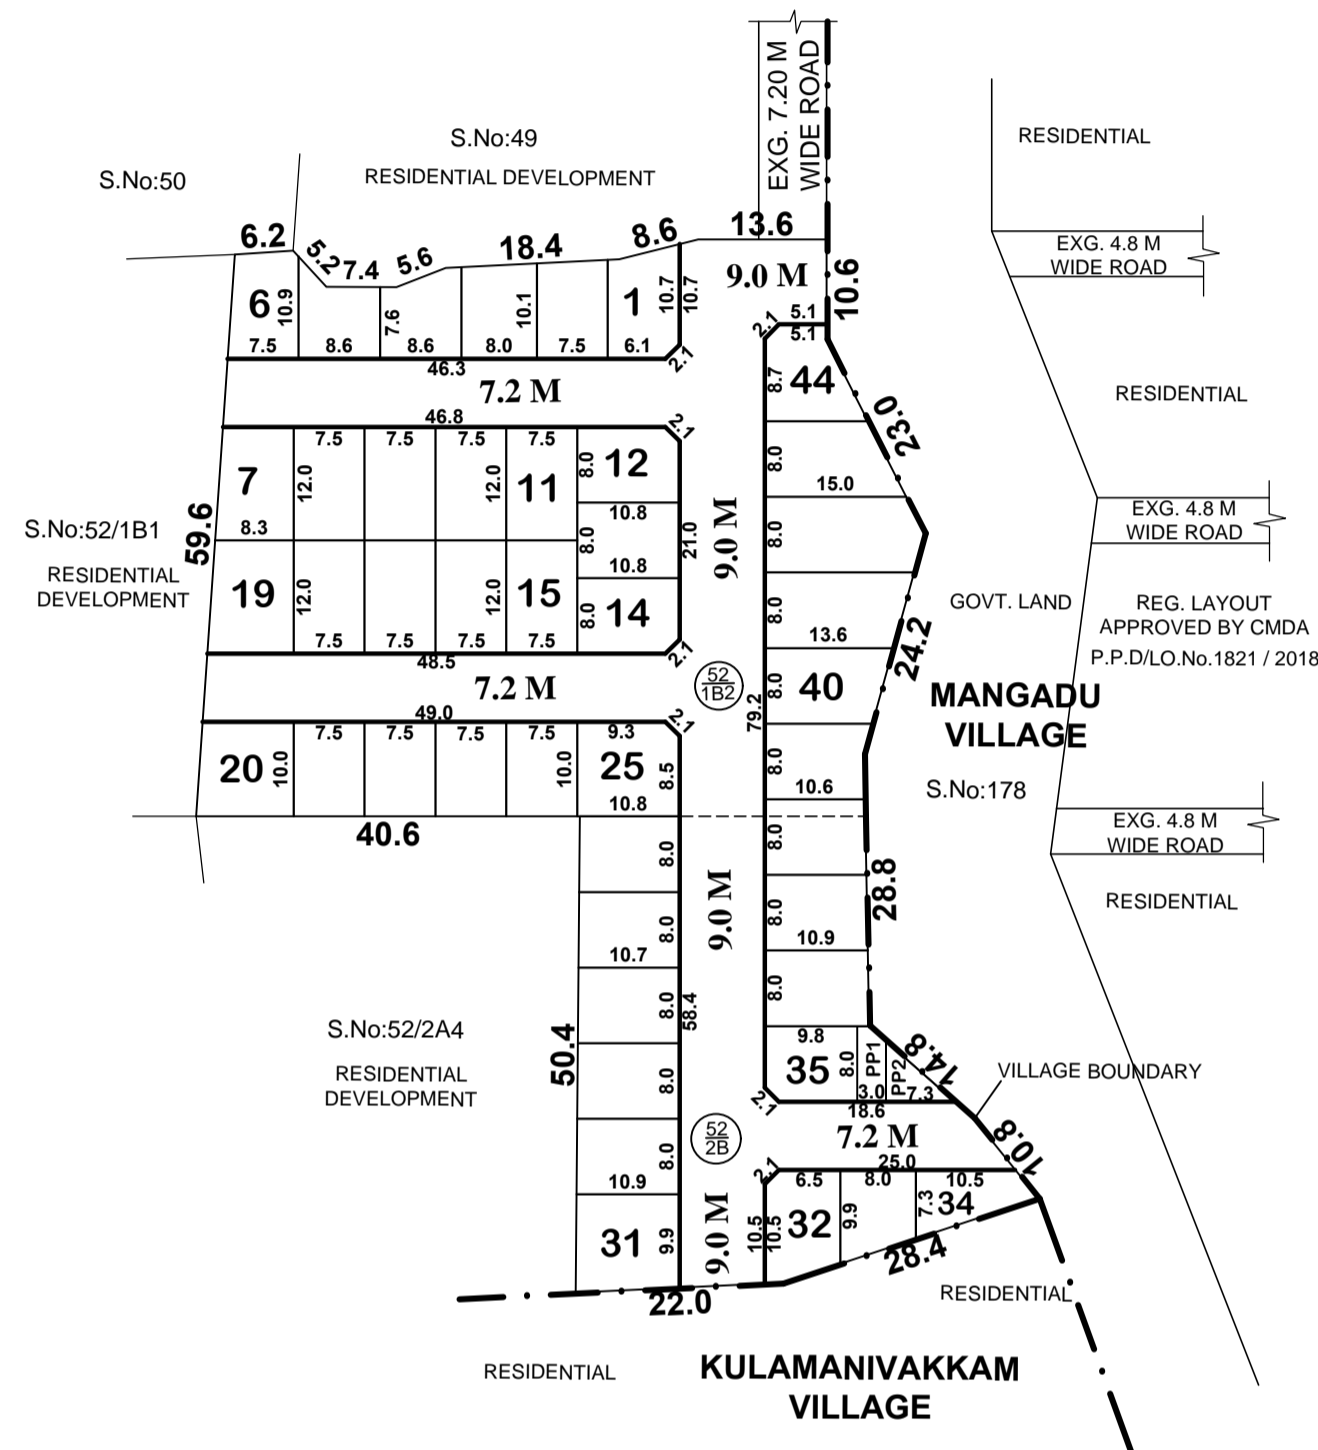 EXG. 7.20 M
WIDE ROAD
S.No:49
RESIDENTIAL DEVELOPMENT
S.No:50
RESIDENTIAL
13.6
8.6
18.4
5.6
7.4
5.2
6.2
EXG. 4.8 M
WIDE ROAD
9.0 M
10.6
6
10.9
7.6
10.1
1
10.7
10.7
5.1
5.1
2.1
7.5
8.6
8.6
8.0
7.5
6.1
2.1
46.3
7.2 M
46.8
8.7
44
23.0
RESIDENTIAL
2.1
7.5
7.5
7.5
7.5
7
12.0
12.0
11
8.0
12
8.0
15.0
8.3
10.8
S.No:52/1B1
59.6
RESIDENTIAL
DEVELOPMENT
8.0
21.0
9.0 M
8.0
EXG. 4.8 M
WIDE ROAD
10.8
19
12.0
12.0
15
8.0
14
8.0
13.6
GOVT. LAND
REG. LAYOUT
APPROVED BY CMDA
P.P.D/LO.No.1821 / 2018
7.5
7.5
7.5
7.5
2.1
24.2
48.5
7.2 M
52
1B2
79.2
8.0
40
MANGADU
VILLAGE
49.0
2.1
7.5
7.5
7.5
7.5
9.3
20
10.0
10.0
25
8.5
8.0
10.6
10.8
S.No:178
EXG. 4.8 M
WIDE ROAD
40.6
8.0
8.0
28.8
RESIDENTIAL
9.0 M
8.0
8.0
10.7
10.9
8.0
58.4
8.0
S.No:52/2A4
50.4
RESIDENTIAL
DEVELOPMENT
9.8
35
8.0
PP1
PP2
14.8
3.0
7.3
8.0
2.1
18.6
VILLAGE BOUNDARY
52
2B
7.2 M
10.8
8.0
10.9
25.0
2.1
6.5
8.0
10.5
31
9.9
9.0 M
10.5
10.5
32
9.9
7.3
34
28.4
22.0
RESIDENTIAL
RESIDENTIAL
KULAMANIVAKKAM
VILLAGE